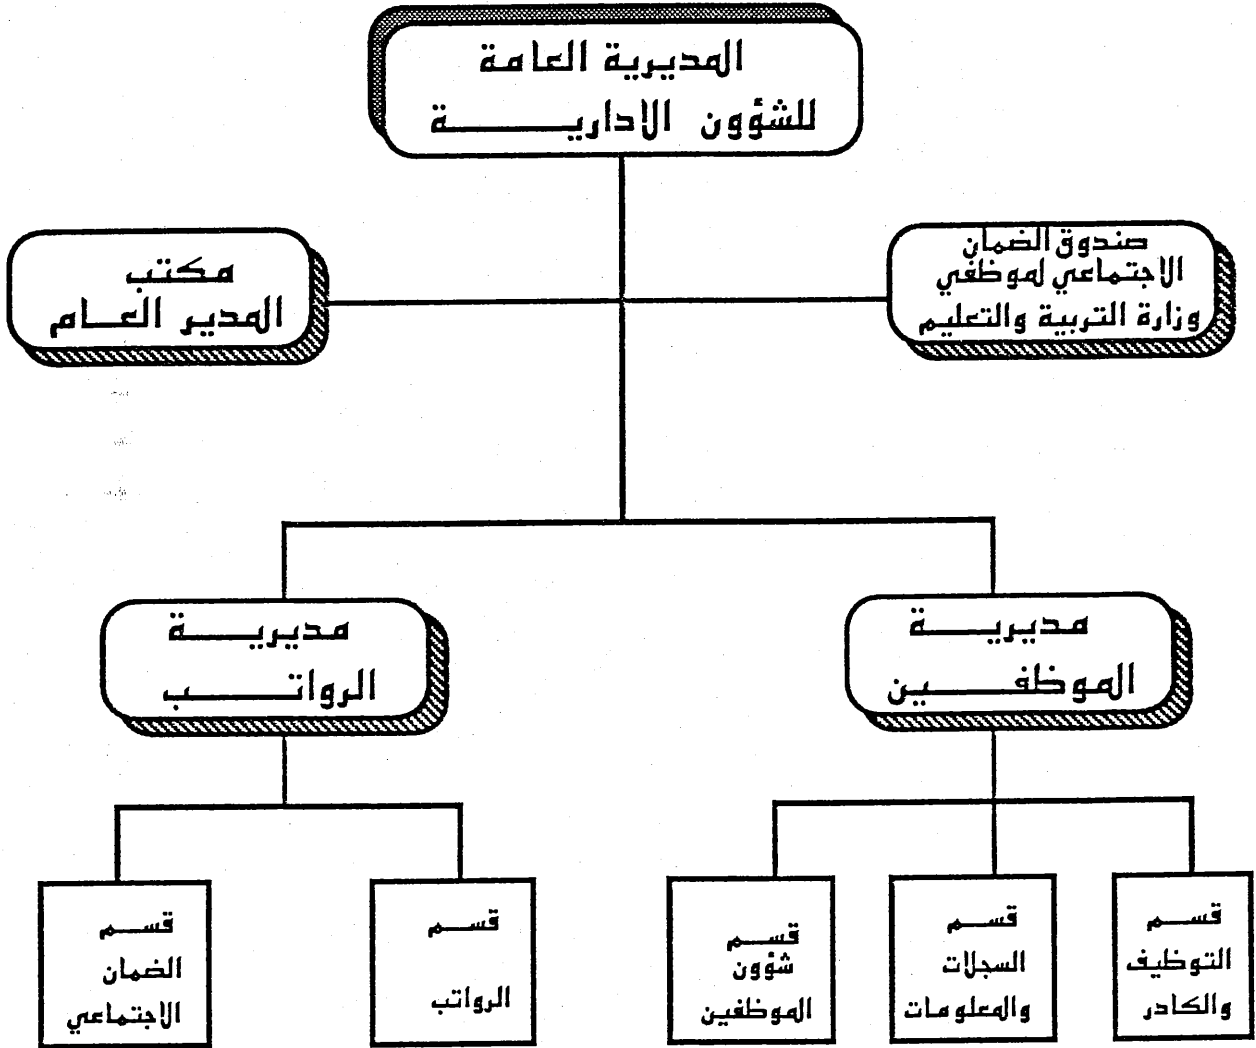 المديرية العامة
للشؤون الادارية
صندوق الضمان
الاجتماعي لموظفي
وزارة التربية والتعليم
مكتب
المدير العام
مديرية
الموظفين
مديرية
الرواتب
قسم
التوظيف
والكادر
قسم
السجلات
والمعلومات
قسم
شؤون
الموظفين
قسم
الرواتب
قسم
الضمان
الاجتماعي